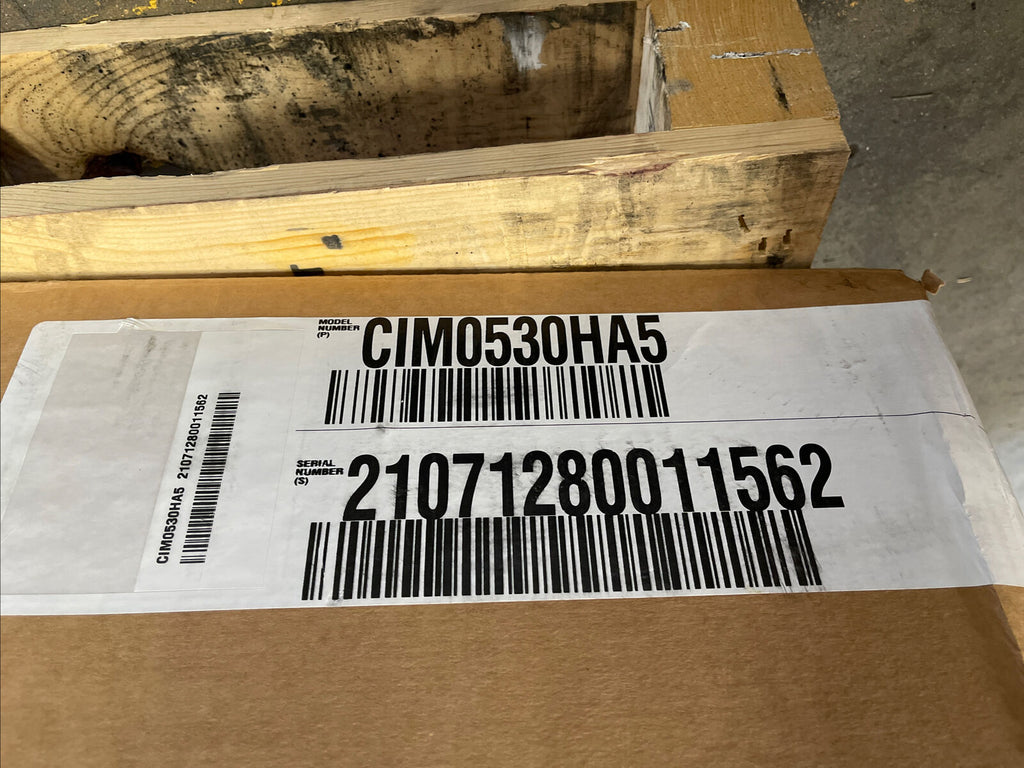 MODEL
NUMBER
(P)
CIM0530HA5
SERIAL
NUMBER
(S)
21071280011562
CIM0530HA5 21071280011562